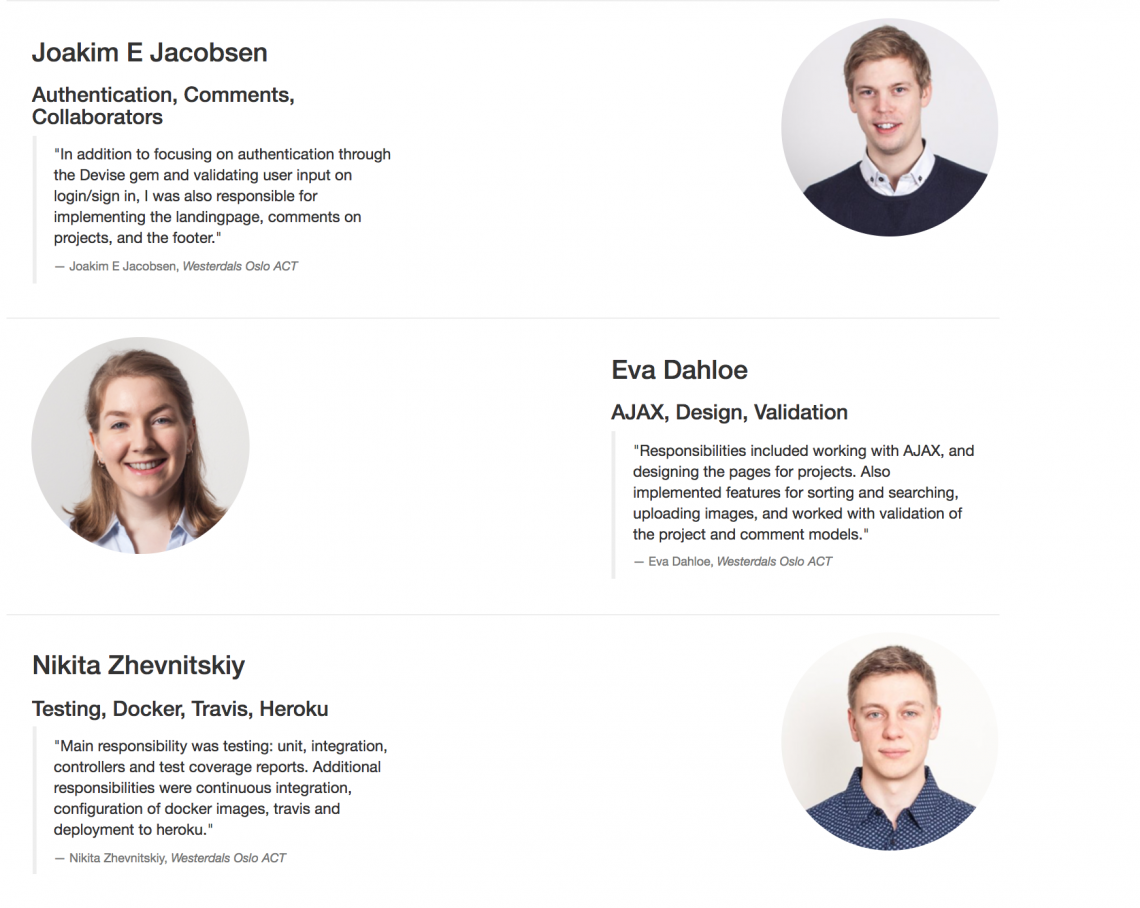 Joakim E Jacobsen
Authentication, Comments,
Collaborators
"In addition to focusing on authentication through
the Devise gem and validating user input on
login/sign in, I was also responsible for
implementing the landingpage, comments on
projects, and the footer."
— Joakim E Jacobsen, Westerdals Oslo ACT
Eva Dahloe
AJAX, Design, Validation
"Responsibilities included working with AJAX, and
designing the pages for projects. Also
implemented features for sorting and searching,
uploading images, and worked with validation of
the project and comment models."
— Eva Dahloe, Westerdals Oslo ACT
Nikita Zhevnitskiy
Testing, Docker, Travis, Heroku
"Main responsibility was testing: unit, integration,
controllers and test coverage reports. Additional
responsibilities were continuous integration,
configuration of docker images, travis and
deployment to heroku."
— Nikita Zhevnitskiy, Westerdals Oslo ACT